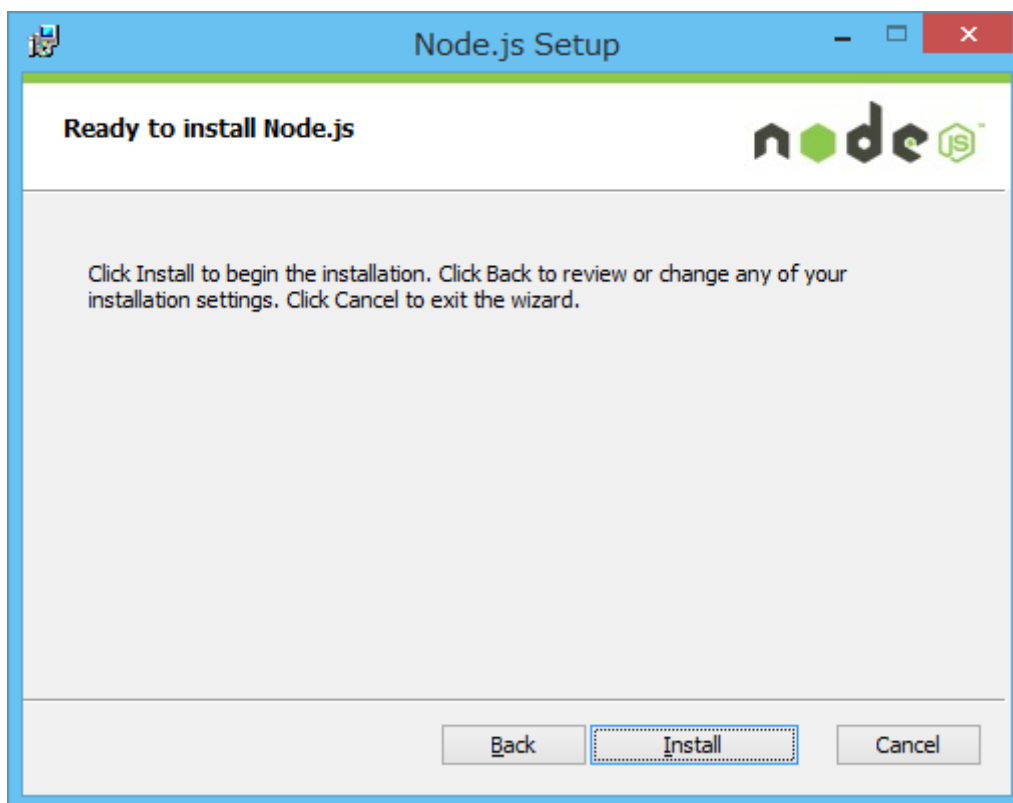 Node.js Setup
Ready to install Node.js
node JS™
Click Install to begin the installation. Click Back to review or change any of your
installation settings. Click Cancel to exit the wizard.
Back
Install
Cancel